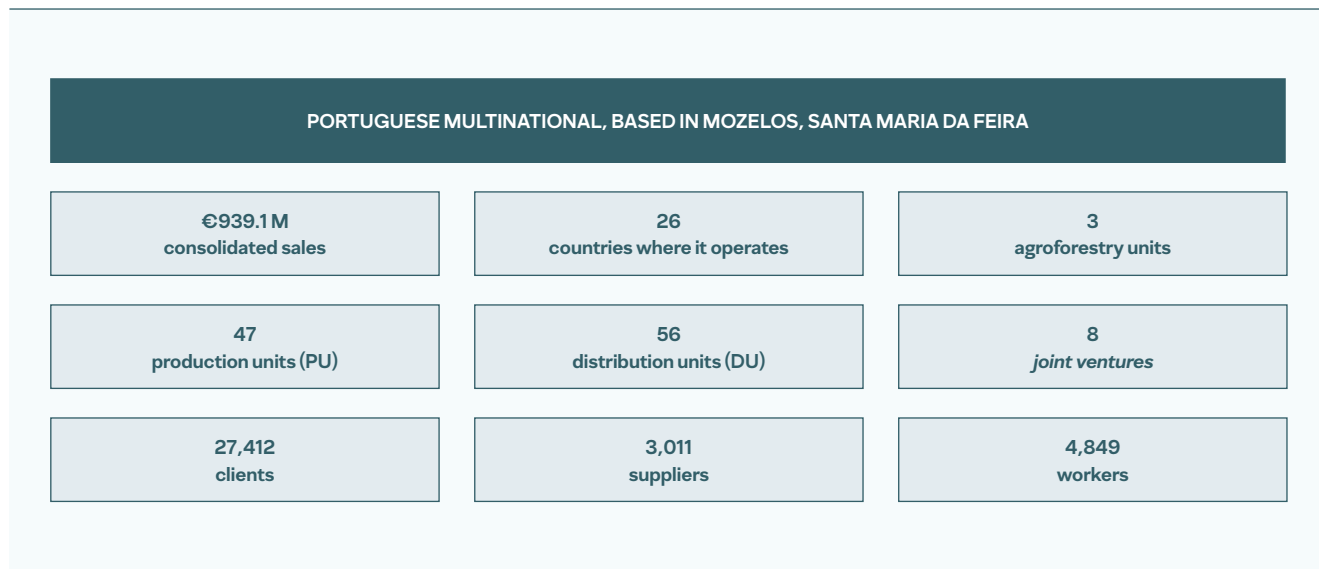 PORTUGUESE MULTINATIONAL, BASED IN MOZELOS, SANTA MARIA DA FEIRA
€939.1 M
consolidated sales
26
countries where it operates
3
agroforestry units
47
production units (PU)
56
distribution units (DU)
8
joint ventures
27,412
clients
3,011
suppliers
4,849
workers